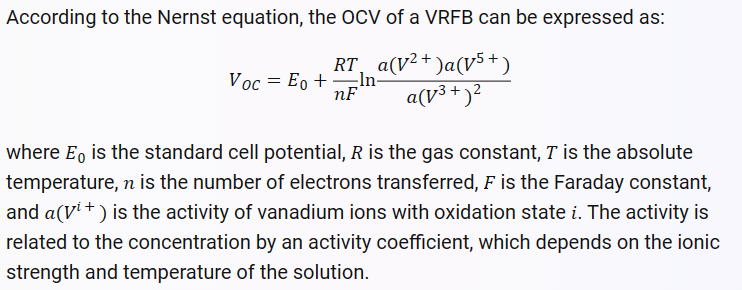 According to the Nernst equation, the OCV of a VRFB can be expressed as:
V_OC = E_0 + \frac{RT}{nF} ln \frac{a(V^{2+})a(V^{5+})}{a(V^{3+})^2}
where E_0 is the standard cell potential, R is the gas constant, T is the absolute
temperature, n is the number of electrons transferred, F is the Faraday constant,
and a(V^{i+}) is the activity of vanadium ions with oxidation state i. The activity is
related to the concentration by an activity coefficient, which depends on the ionic
strength and temperature of the solution.